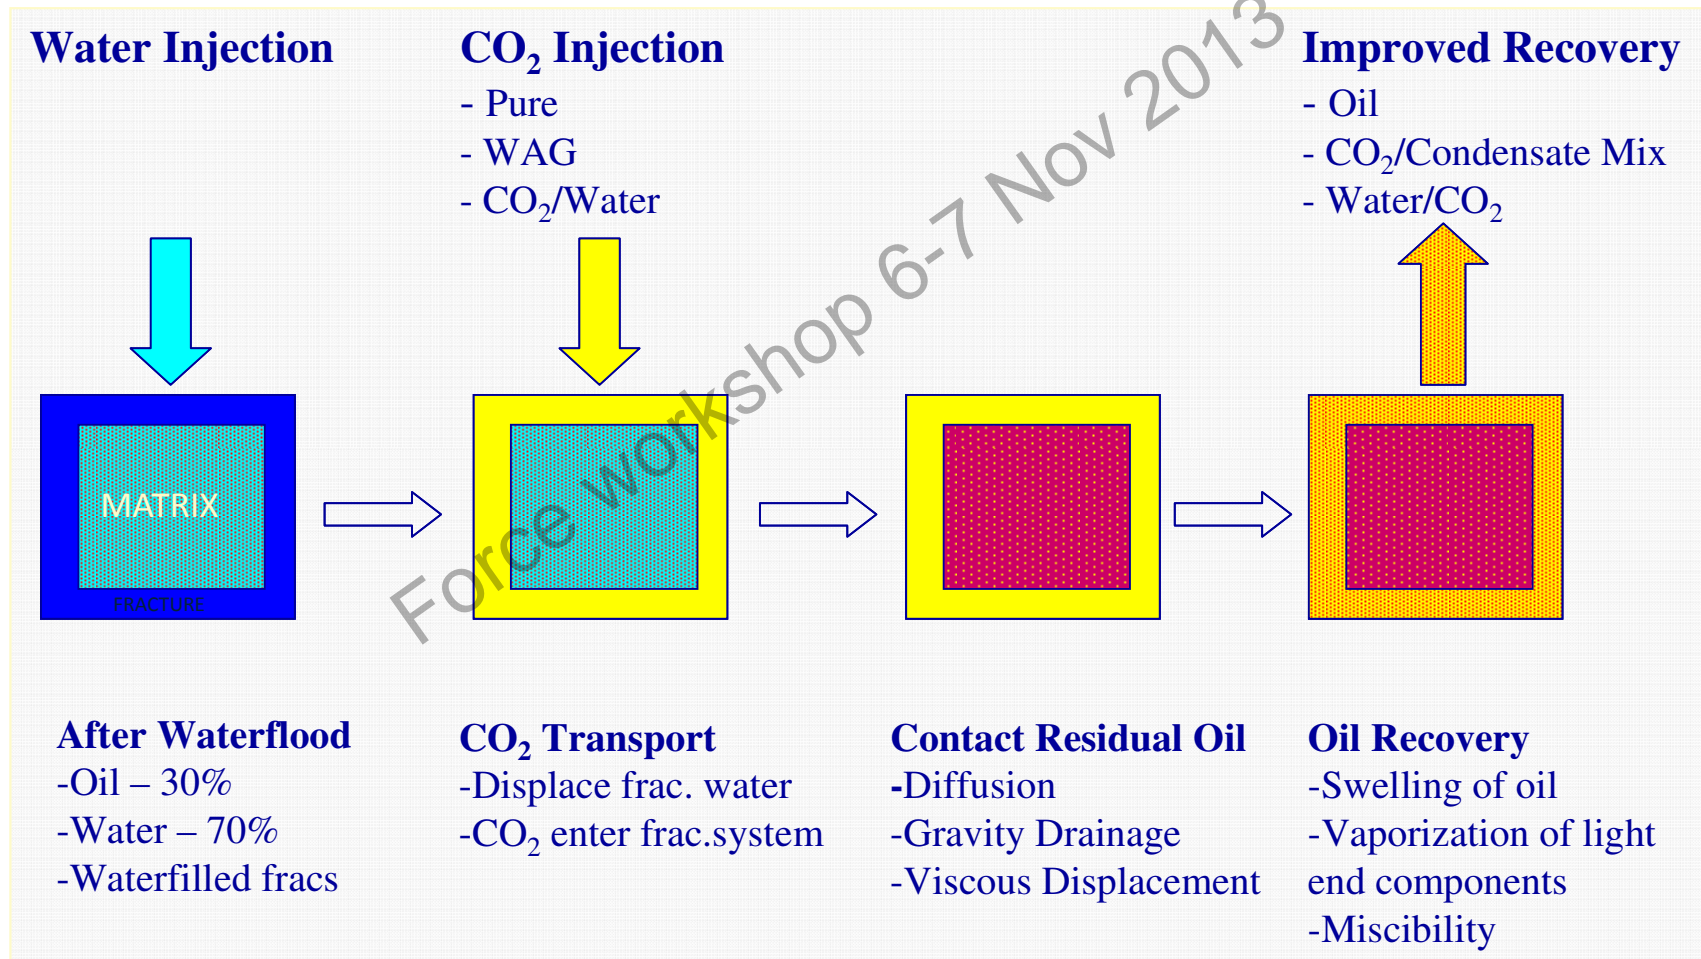 Water Injection
CO₂ Injection
- Pure
- WAG
- CO₂/Water
Improved Recovery
- Oil
- CO₂/Condensate Mix
- Water/CO₂
MATRIX
FRACTURE
Force workshop 6-7 Nov 2013
After Waterflood
-Oil – 30%
-Water – 70%
-Waterfilled fracs
CO₂ Transport
-Displace frac. water
-CO₂ enter frac.system
Contact Residual Oil
-Diffusion
-Gravity Drainage
-Viscous Displacement
Oil Recovery
-Swelling of oil
-Vaporization of light
end components
-Miscibility